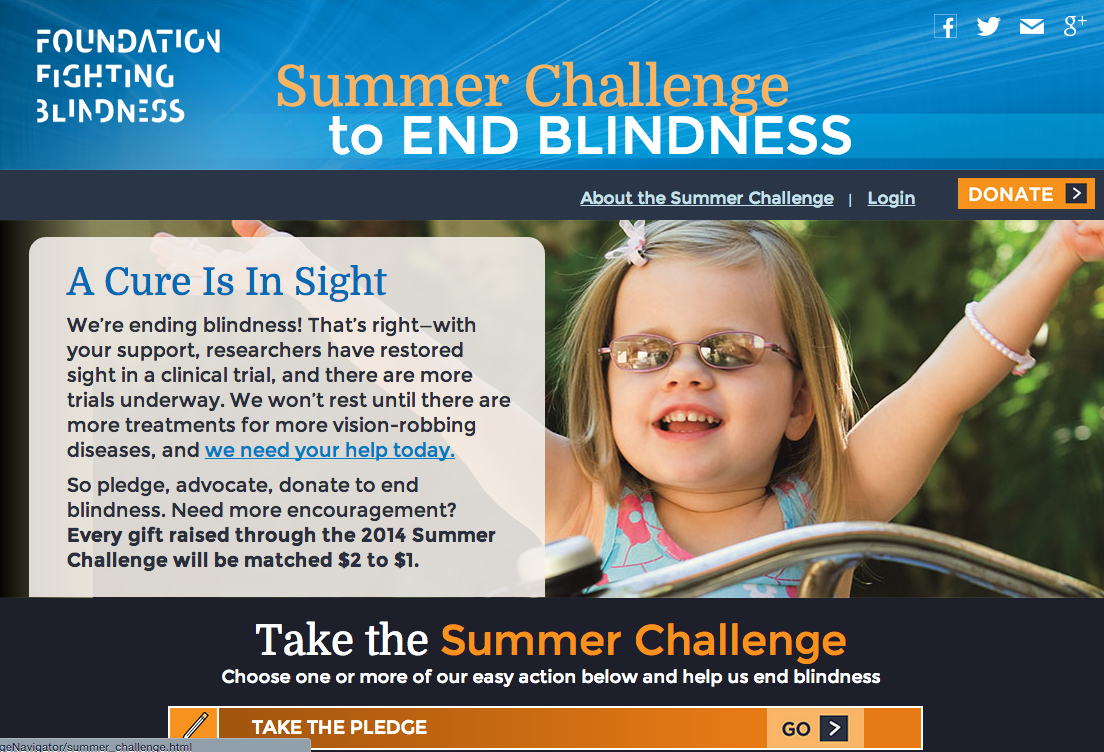 FOUNDATION
FIGHTING
BLINDNESS
Summer Challenge
to END BLINDNESS
f
g+
About the Summer Challenge | Login
DONATE >
A Cure Is In Sight
We're ending blindness! That's right—with
your support, researchers have restored
sight in a clinical trial, and there are more
trials underway. We won't rest until there are
more treatments for more vision-robbing
diseases, and we need your help today.
So pledge, advocate, donate to end
blindness. Need more encouragement?
Every gift raised through the 2014 Summer
Challenge will be matched $2 to $1.
Take the Summer Challenge
Choose one or more of our easy action below and help us end blindness
TAKE THE PLEDGE
GO >
geNavigator/summer_challenge.html